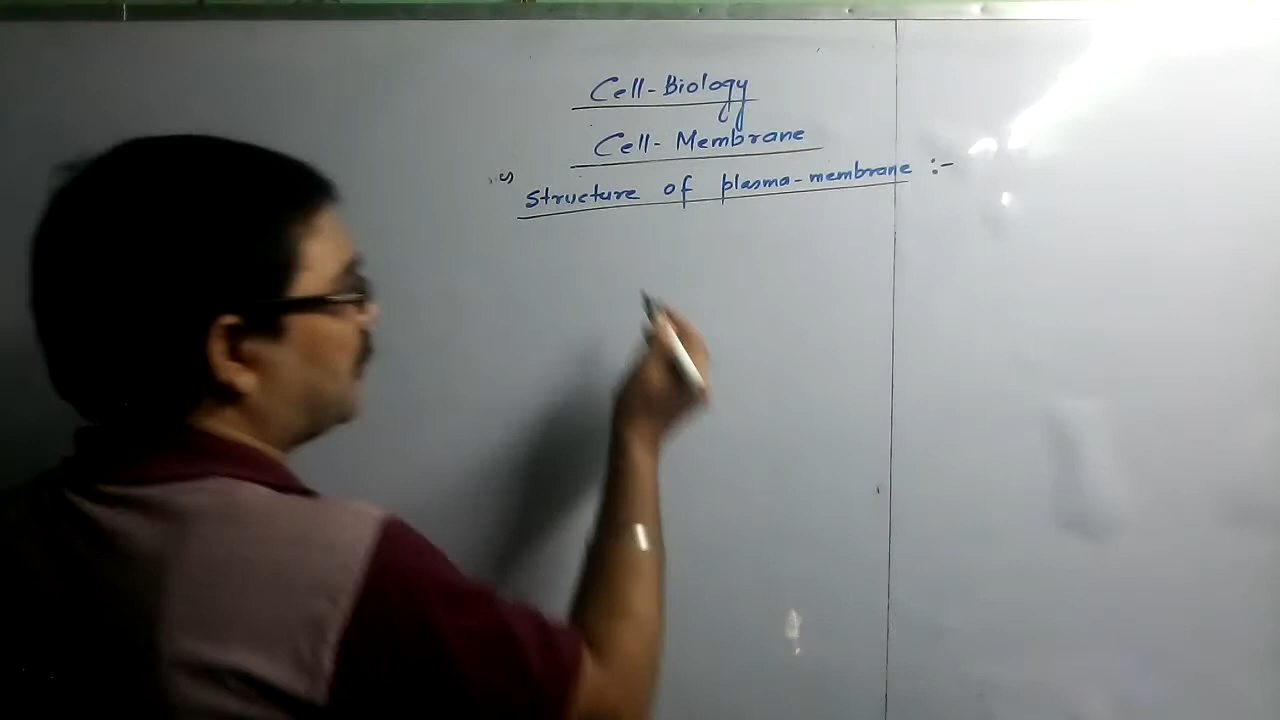 Cell-Biology
Cell-Membrane
Structure of plasma-membrane :-